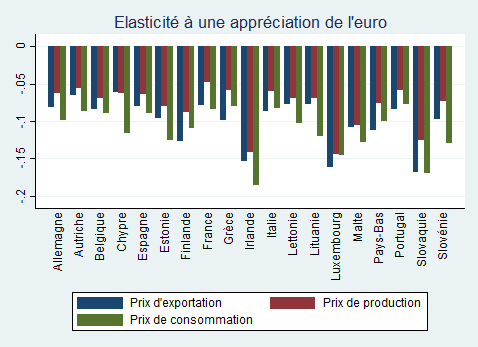 Elasticité à une appréciation de l'euro
0
-.05
-.1
-.15
-.2
Allemagne
Autriche
Belgique
Chypre
Espagne
Estonie
Finlande
France
Grèce
Irlande
Italie
Lettonie
Lituanie
Luxembourg
Malte
Pays-Bas
Portugal
Slovaquie
Slovénie
Prix d'exportation
Prix de production
Prix de consommation